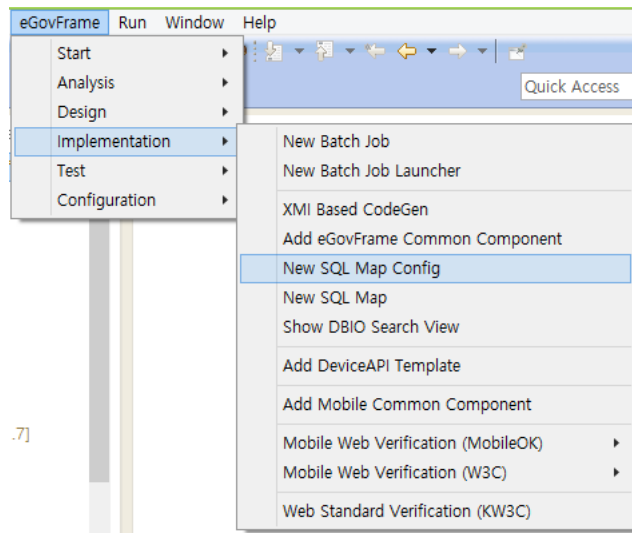 eGovFrame Run Window Help
Start
Analysis
Quick Access
Design
Implementation
Test
Configuration
New Batch Job
New Batch Job Launcher
XMI Based CodeGen
Add eGovFrame Common Component
New SQL Map Config
New SQL Map
Show DBIO Search View
Add DeviceAPI Template
Add Mobile Common Component
.7]
Mobile Web Verification (MobileOK)
Mobile Web Verification (W3C)
Web Standard Verification (KW3C)